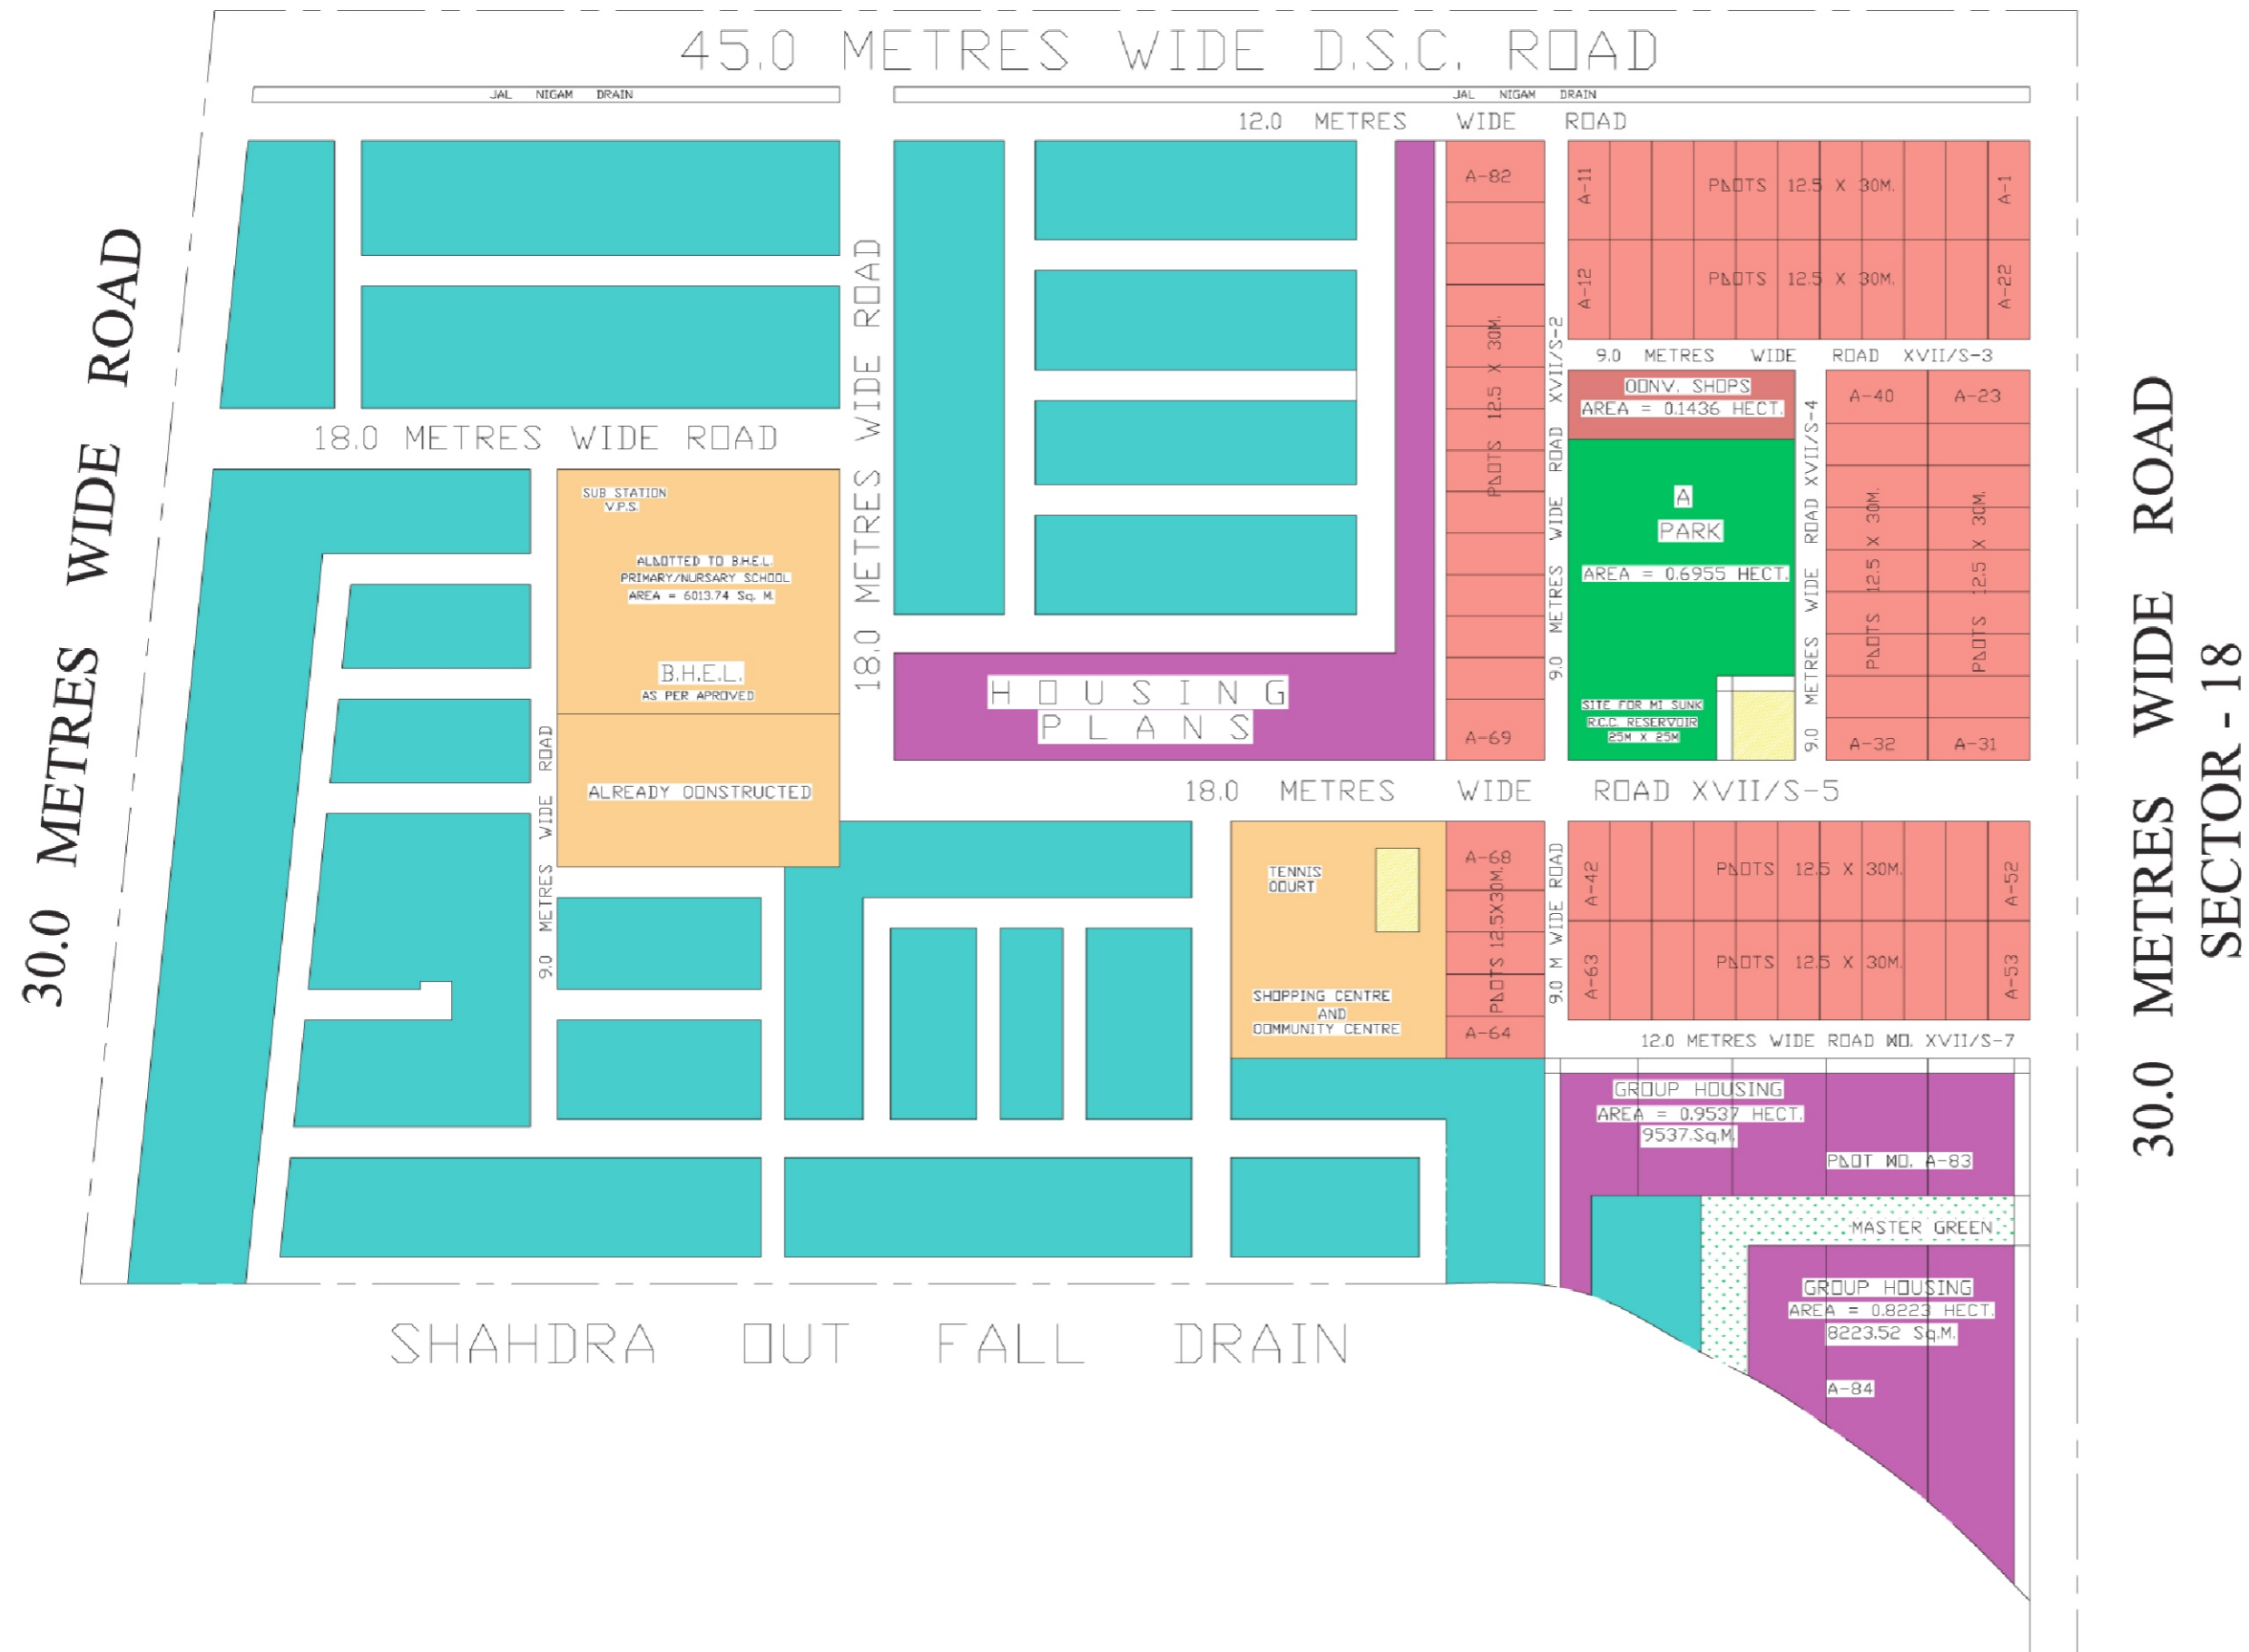 45.0 METRES WIDE D.S.C. ROAD
JAL NIGAM DRAIN
JAL NIGAM DRAIN
12.0 METRES WIDE ROAD
30.0 METRES WIDE ROAD
18.0 METRES WIDE ROAD
18.0 METRES WIDE ROAD
A-82
PLOTS 12.5 X 30M.
A-69
9.0 METRES WIDE ROAD XVII/S-2
A-11
PLOTS 12.5 X 30M.
A-1
A-12
PLOTS 12.5 X 30M.
A-22
9.0 METRES WIDE ROAD XVII/S-3
CONV. SHOPS
AREA = 0.1436 HECT.
A
PARK
AREA = 0.6955 HECT.
SITE FOR MI SUNK
R.C.C. RESERVOIR
25M X 25M
9.0 METRES WIDE ROAD XVII/S-4
A-40
A-23
PLOTS 12.5 X 30M.
PLOTS 12.5 X 30M.
A-32
A-31
30.0 METRES WIDE ROAD
SECTOR - 18
SUB STATION
V.P.S.
ALLOTTED TO B.H.E.L.
PRIMARY/NURSARY SCHOOL
AREA = 6013.74 Sq. M.
B.H.E.L.
AS PER APROVED
ALREADY CONSTRUCTED
9.0 METRES WIDE ROAD
HOUSING
PLANS
18.0 METRES WIDE ROAD XVII/S-5
TENNIS
COURT
SHOPPING CENTRE
AND
COMMUNITY CENTRE
A-68
PLOTS 12.5X30M.
A-64
9.0 M WIDE ROAD
A-42
PLOTS 12.5 X 30M.
A-52
A-63
PLOTS 12.5 X 30M.
A-53
12.0 METRES WIDE ROAD NO. XVII/S-7
GROUP HOUSING
AREA = 0.9537 HECT.
9537.Sq.M.
PLOT NO. A-83
MASTER GREEN
GROUP HOUSING
AREA = 0.8223 HECT.
8223.52 Sq.M.
A-84
SHAHDRA OUT FALL DRAIN